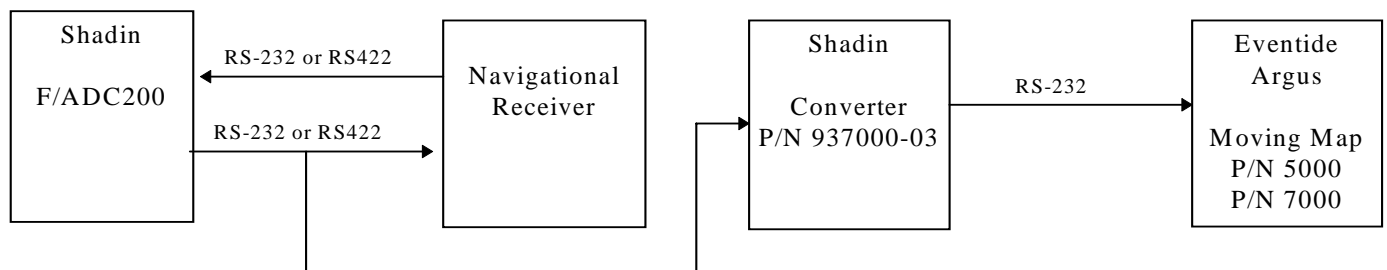 Shadin
F/ADC200
RS-232 or RS422
RS-232 or RS422
Navigational
Receiver
Shadin
Converter
P/N 937000-03
RS-232
Eventide
Argus
Moving Map
P/N 5000
P/N 7000